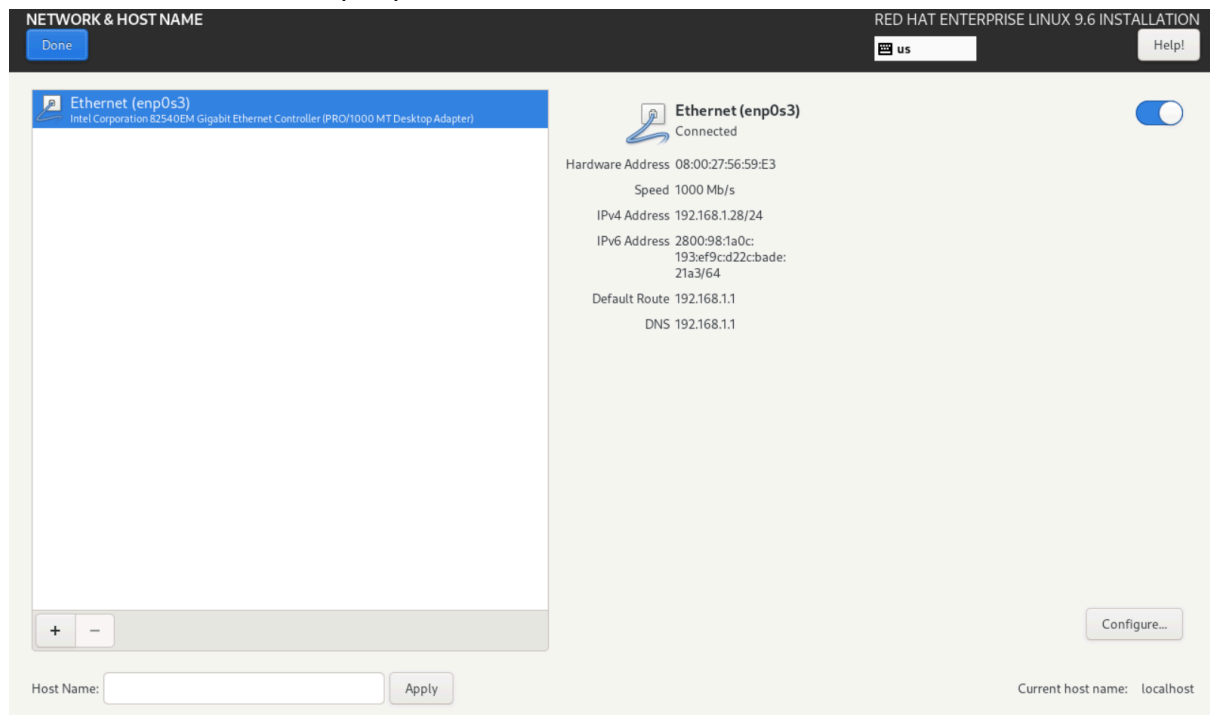 NETWORK & HOST NAME
RED HAT ENTERPRISE LINUX 9.6 INSTALLATION
Done
us
Help!
Ethernet (enp0s3)
Intel Corporation 82540EM Gigabit Ethernet Controller (PRO/1000 MT Desktop Adapter)
Ethernet (enp0s3)
Connected
Hardware Address 08:00:27:56:59:E3
Speed 1000 Mb/s
IPv4 Address 192.168.1.28/24
IPv6 Address 2800:98:1a0c:
193:ef9c:d22c:bade:
21a3/64
Default Route 192.168.1.1
DNS 192.168.1.1
+ −
Configure...
Host Name:
Apply
Current host name: localhost